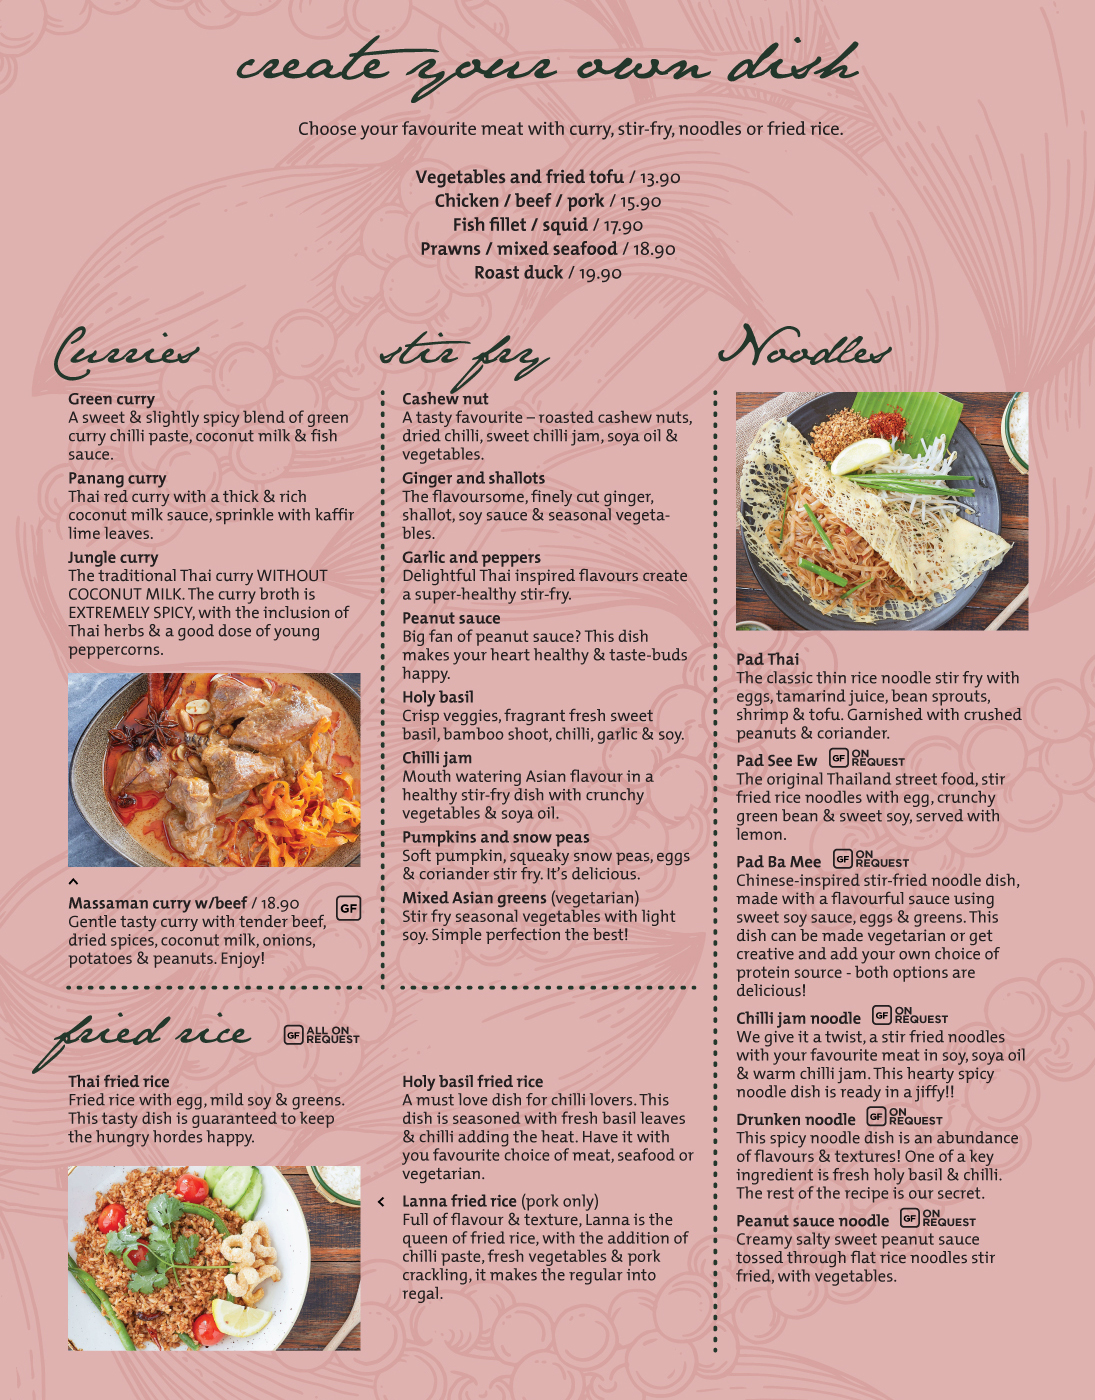 create your own dish
Choose your favourite meat with curry, stir-fry, noodles or fried rice.
Vegetables and fried tofu / 13.90
Chicken / beef / pork / 15.90
Fish fillet / squid / 17.90
Prawns / mixed seafood / 18.90
Roast duck / 19.90
Curries
Green curry
A sweet & slightly spicy blend of green
curry chilli paste, coconut milk & fish
sauce.
Panang curry
Thai red curry with a thick & rich
coconut milk sauce, sprinkle with kaffir
lime leaves.
Jungle curry
The traditional Thai curry WITHOUT
COCONUT MILK. The curry broth is
EXTREMELY SPICY, with the inclusion of
Thai herbs & a good dose of young
peppercorns.
Massaman curry w/beef / 18.90
GF
Gentle tasty curry with tender beef,
dried spices, coconut milk, onions,
potatoes & peanuts. Enjoy!
stir fry
Cashew nut
A tasty favourite – roasted cashew nuts,
dried chilli, sweet chilli jam, soya oil &
vegetables.
Ginger and shallots
The flavoursome, finely cut ginger,
shallot, soy sauce & seasonal vegeta-
bles.
Garlic and peppers
Delightful Thai inspired flavours create
a super-healthy stir-fry.
Peanut sauce
Big fan of peanut sauce? This dish
makes your heart healthy & taste-buds
happy.
Holy basil
Crisp veggies, fragrant fresh sweet
basil, bamboo shoot, chilli, garlic & soy.
Chilli jam
Mouth watering Asian flavour in a
healthy stir-fry dish with crunchy
vegetables & soya oil.
Pumpkins and snow peas
Soft pumpkin, squeaky snow peas, eggs
& coriander stir fry. It's delicious.
Mixed Asian greens (vegetarian)
Stir fry seasonal vegetables with light
soy. Simple perfection the best!
Noodles
Pad Thai
The classic thin rice noodle stir fry with
eggs, tamarind juice, bean sprouts,
shrimp & tofu. Garnished with crushed
peanuts & coriander.
Pad See Ew GF ON REQUEST
The original Thailand street food, stir
fried rice noodles with egg, crunchy
green bean & sweet soy, served with
lemon.
Pad Ba Mee GF ON REQUEST
Chinese-inspired stir-fried noodle dish,
made with a flavourful sauce using
sweet soy sauce, eggs & greens. This
dish can be made vegetarian or get
creative and add your own choice of
protein source - both options are
delicious!
Chilli jam noodle GF ON REQUEST
We give it a twist, a stir fried noodles
with your favourite meat in soy, soya oil
& warm chilli jam. This hearty spicy
noodle dish is ready in a jiffy!!
Drunken noodle GF ON REQUEST
This spicy noodle dish is an abundance
of flavours & textures! One of a key
ingredient is fresh holy basil & chilli.
The rest of the recipe is our secret.
Peanut sauce noodle GF ON REQUEST
Creamy salty sweet peanut sauce
tossed through flat rice noodles stir
fried, with vegetables.
fried rice GF ALL ON REQUEST
Thai fried rice
Fried rice with egg, mild soy & greens.
This tasty dish is guaranteed to keep
the hungry hordes happy.
Holy basil fried rice
A must love dish for chilli lovers. This
dish is seasoned with fresh basil leaves
& chilli adding the heat. Have it with
you favourite choice of meat, seafood or
vegetarian.
Lanna fried rice (pork only)
Full of flavour & texture, Lanna is the
queen of fried rice, with the addition of
chilli paste, fresh vegetables & pork
crackling, it makes the regular into
regal.